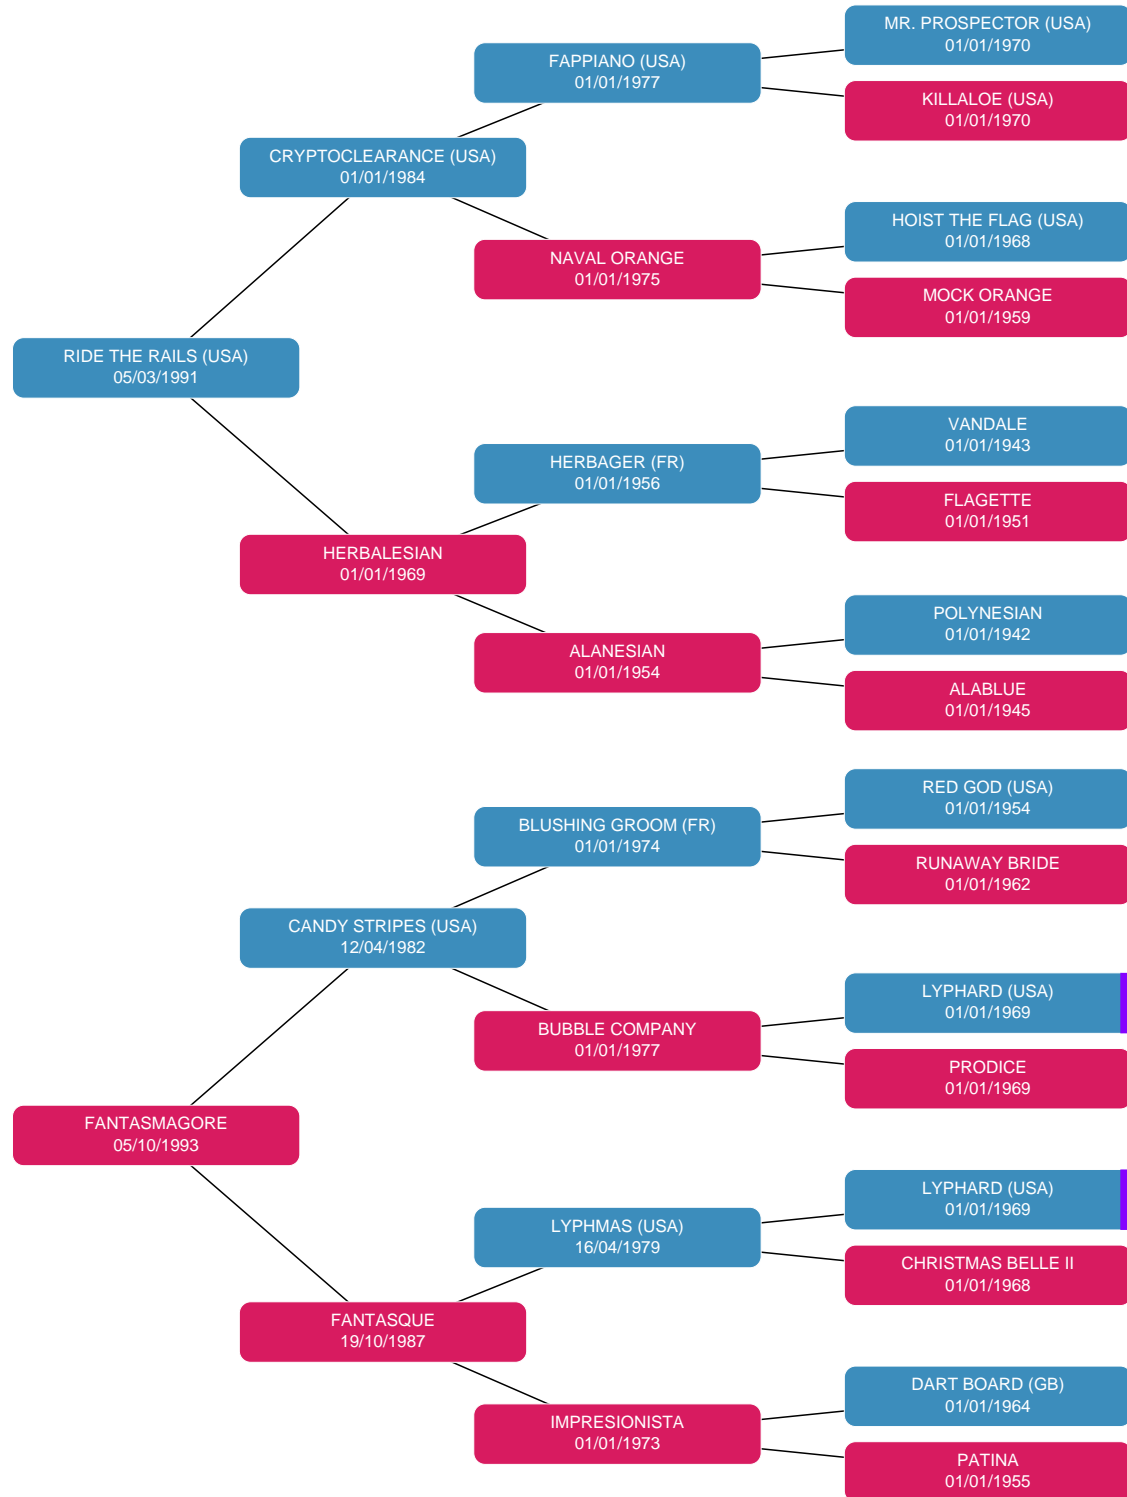 MR. PROSPECTOR (USA)
01/01/1970
FAPPIANO (USA)
01/01/1977
KILLALOE (USA)
01/01/1970
CRYPTOCLEARANCE (USA)
01/01/1984
HOIST THE FLAG (USA)
01/01/1968
NAVAL ORANGE
01/01/1975
MOCK ORANGE
01/01/1959
RIDE THE RAILS (USA)
05/03/1991
VANDALE
01/01/1943
HERBAGER (FR)
01/01/1956
FLAGETTE
01/01/1951
HERBALESIAN
01/01/1969
POLYNESIAN
01/01/1942
ALANESIAN
01/01/1954
ALABLUE
01/01/1945
RED GOD (USA)
01/01/1954
BLUSHING GROOM (FR)
01/01/1974
RUNAWAY BRIDE
01/01/1962
CANDY STRIPES (USA)
12/04/1982
LYPHARD (USA)
01/01/1969
BUBBLE COMPANY
01/01/1977
PRODICE
01/01/1969
FANTASMAGORE
05/10/1993
LYPHARD (USA)
01/01/1969
LYPHMAS (USA)
16/04/1979
CHRISTMAS BELLE II
01/01/1968
FANTASQUE
19/10/1987
DART BOARD (GB)
01/01/1964
IMPRESIONISTA
01/01/1973
PATINA
01/01/1955